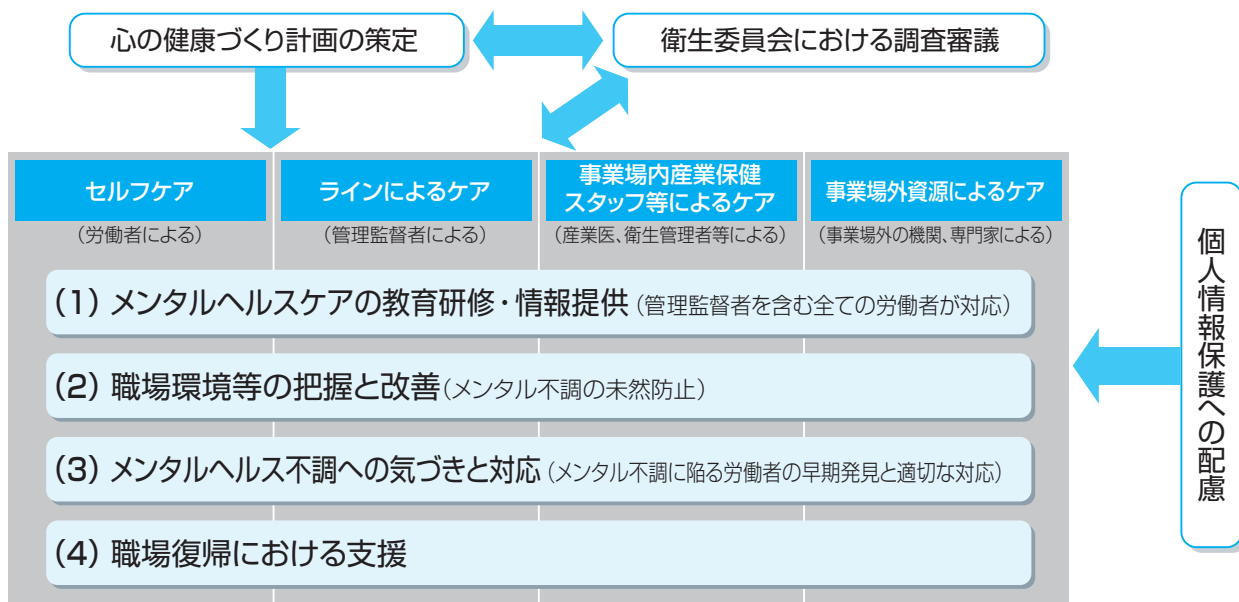 心の健康づくり計画の策定
衛生委員会における調査審議
セルフケア
(労働者による)
ラインによるケア
(管理監督者による)
事業場内産業保健
スタッフ等によるケア
(産業医、衛生管理者等による)
事業場外資源によるケア
(事業場外の機関、専門家による)
(1) メンタルヘルスケアの教育研修・情報提供(管理監督者を含む全ての労働者が対応)
(2) 職場環境等の把握と改善(メンタル不調の未然防止)
(3) メンタルヘルス不調への気づきと対応(メンタル不調に陥る労働者の早期発見と適切な対応)
(4) 職場復帰における支援
個人情報保護への配慮